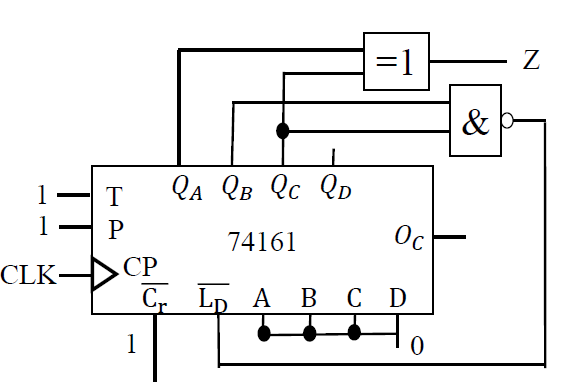 =1
Z
&
Q_A Q_B Q_C Q_D
1 T
1 P
74161
O_C
CLK CP
\overline{C_r} \overline{L_D} A B C D
1
0